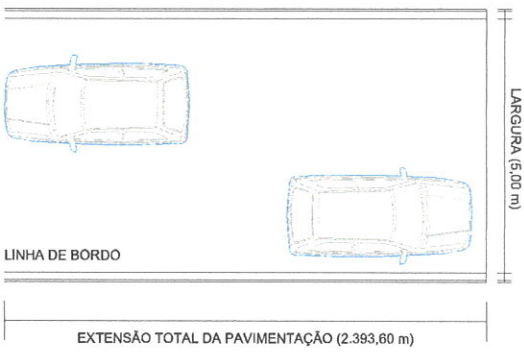 LARGURA (5,00 m)
LINHA DE BORDO
EXTENSÃO TOTAL DA PAVIMENTAÇÃO (2.393,60 m)